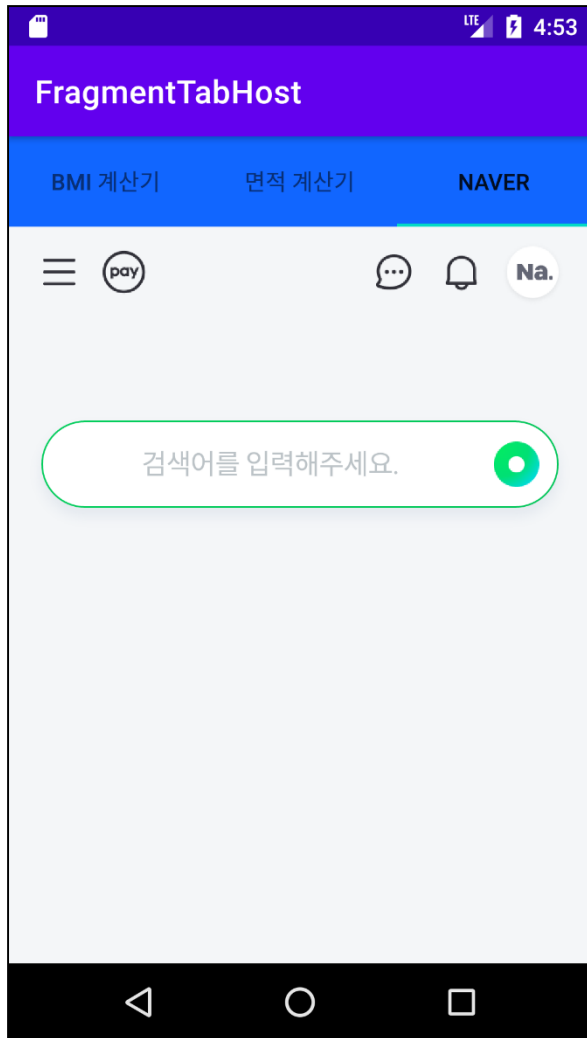 LTE 4:53
FragmentTabHost
BMI 계산기 면적 계산기 NAVER
pay Na.
검색어를 입력해주세요.